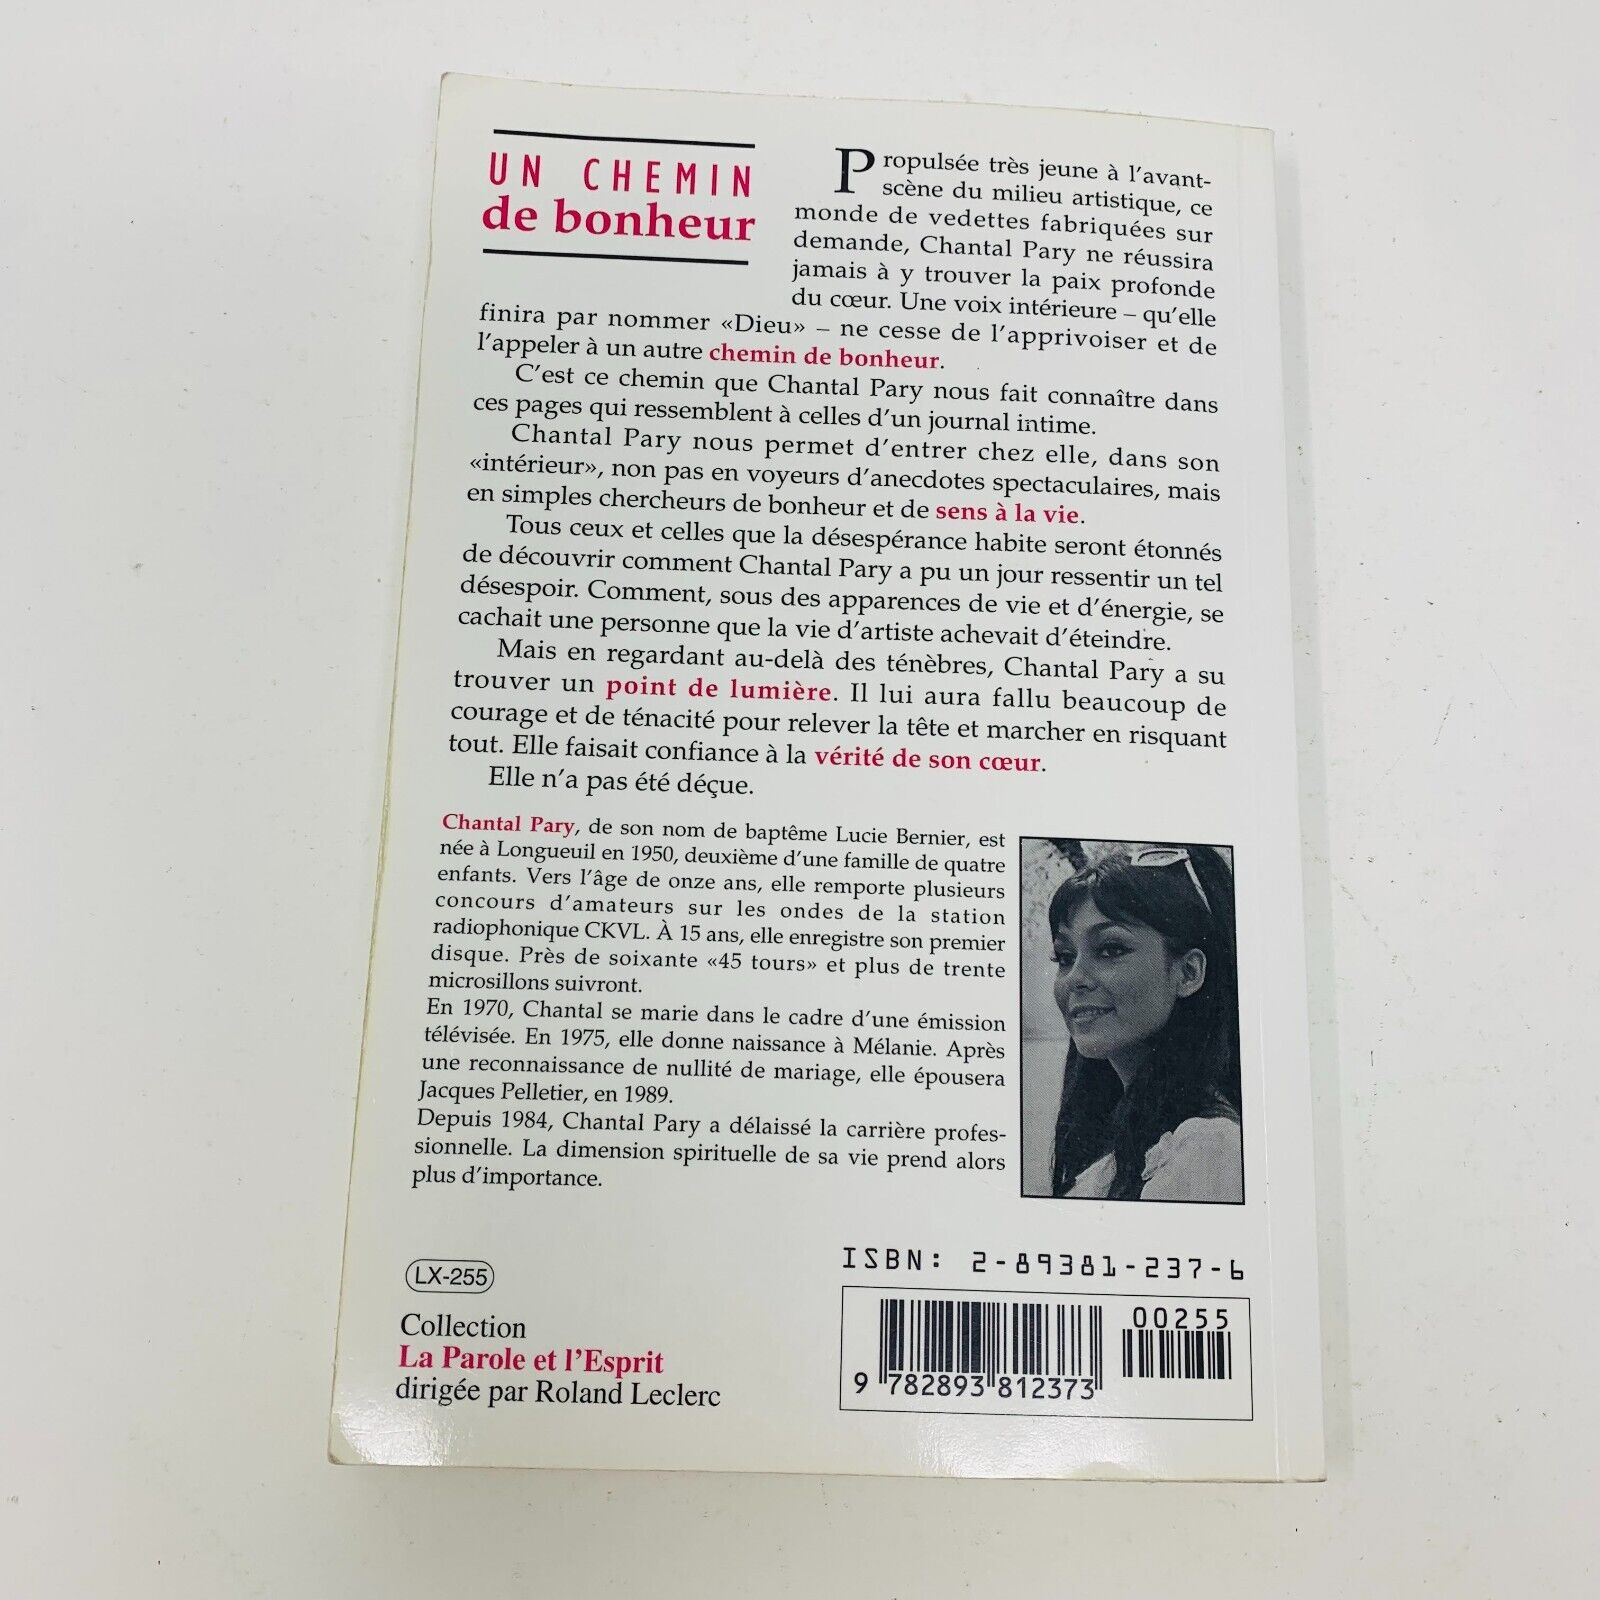 UN CHEMIN
de bonheur
Propulsée très jeune à l'avant-
scène du milieu artistique, ce
monde de vedettes fabriquées sur
demande, Chantal Pary ne réussira
jamais à y trouver la paix profonde
du cœur. Une voix intérieure – qu'elle
finira par nommer «Dieu» – ne cesse de l'apprivoiser et de
l'appeler à un autre chemin de bonheur.
C'est ce chemin que Chantal Pary nous fait connaître dans
ces pages qui ressemblent à celles d'un journal intime.
Chantal Pary nous permet d'entrer chez elle, dans son
«intérieur», non pas en voyeurs d'anecdotes spectaculaires, mais
en simples chercheurs de bonheur et de sens à la vie.
Tous ceux et celles que la désespérance habite seront étonnés
de découvrir comment Chantal Pary a pu un jour ressentir un tel
désespoir. Comment, sous des apparences de vie et d'énergie, se
cachait une personne que la vie d'artiste achevait d'éteindre.
Mais en regardant au-delà des ténèbres, Chantal Pary a su
trouver un point de lumière. Il lui aura fallu beaucoup de
courage et de ténacité pour relever la tête et marcher en risquant
tout. Elle faisait confiance à la vérité de son cœur.
Elle n'a pas été déçue.
Chantal Pary, de son nom de baptême Lucie Bernier, est
née à Longueuil en 1950, deuxième d'une famille de quatre
enfants. Vers l'âge de onze ans, elle remporte plusieurs
concours d'amateurs sur les ondes de la station
radiophonique CKVL. À 15 ans, elle enregistre son premier
disque. Près de soixante «45 tours» et plus de trente
microsillons suivront.
En 1970, Chantal se marie dans le cadre d'une émission
télévisée. En 1975, elle donne naissance à Mélanie. Après
une reconnaissance de nullité de mariage, elle épousera
Jacques Pelletier, en 1989.
Depuis 1984, Chantal Pary a délaissé la carrière profes-
sionnelle. La dimension spirituelle de sa vie prend alors
plus d'importance.
LX-255
Collection
La Parole et l'Esprit
dirigée par Roland Leclerc
ISBN: 2-89381-237-6
00255
9 782893 812373